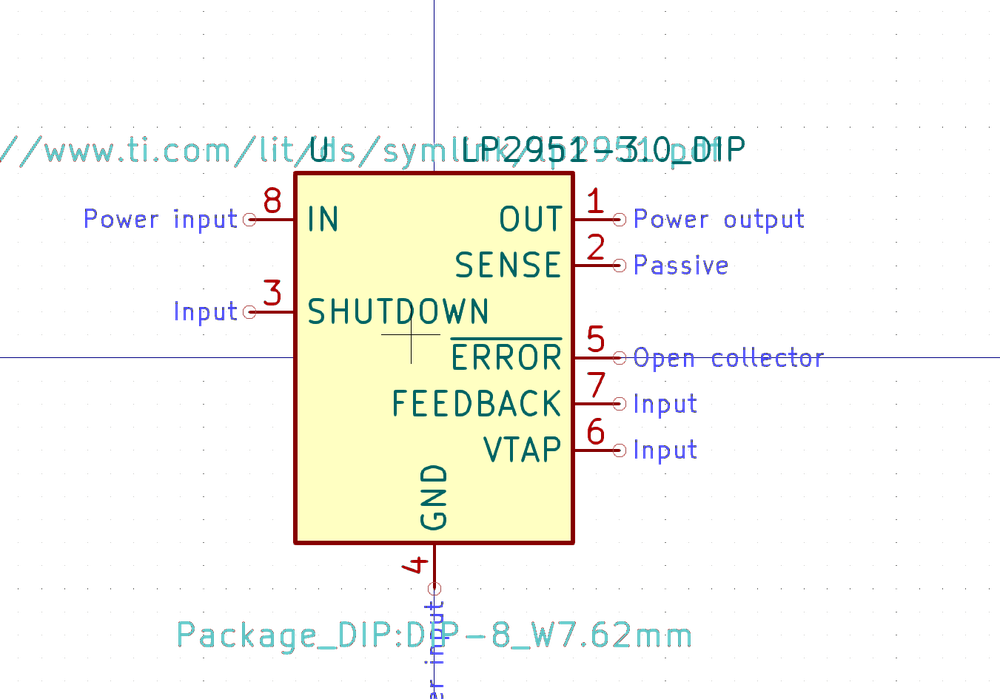 //www.ti.com/lit/ds/symlink/lp2951.pdf
U LP2951-3.0_DIP
8 IN OUT 1
Power input Power output
SENSE 2 Passive
Input 3 SHUTDOWN
ERROR 5 Open collector
FEEDBACK 7 Input
VTAP 6 Input
GND
4
er input
Package_DIP:DIP-8_W7.62mm